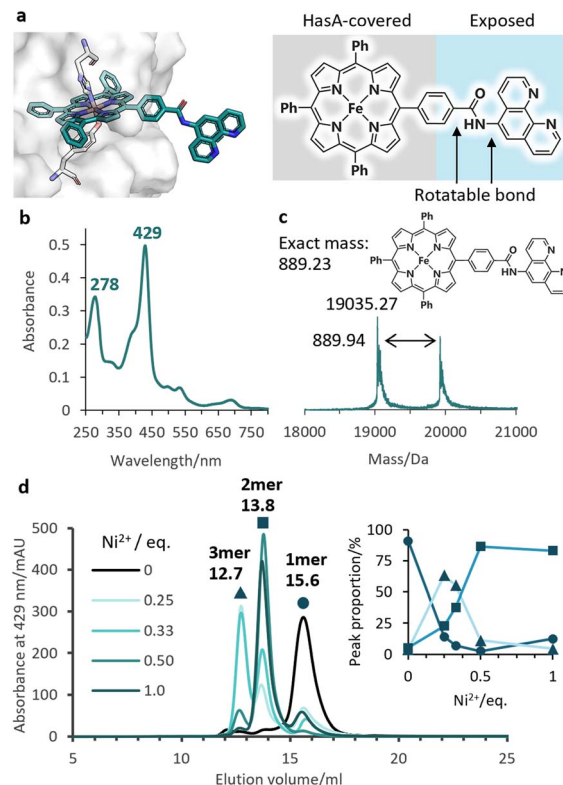 a
HasA-covered
Exposed
Ph
Ph
Fe
N
N
N
N
O
HN
N
N
Ph
Rotatable bond
b
429
278
Absorbance
0.5
0.4
0.3
0.2
0.1
0
250 350 450 550 650 750
Wavelength/nm
c
Exact mass:
889.23
Ph
Ph
Fe
N
N
N
N
O
HN
N
N
Ph
19035.27
889.94
18000 19000 20000 21000
Mass/Da
d
2mer
13.8
3mer
12.7
1mer
15.6
Ni²⁺/ eq.
0
0.25
0.33
0.50
1.0
Absorbance at 429 nm/mAU
500
400
300
200
100
0
5 10 15 20 25
Elution volume/ml
Peak proportion/%
100
75
50
25
0
0 0.5 1
Ni²⁺/eq.